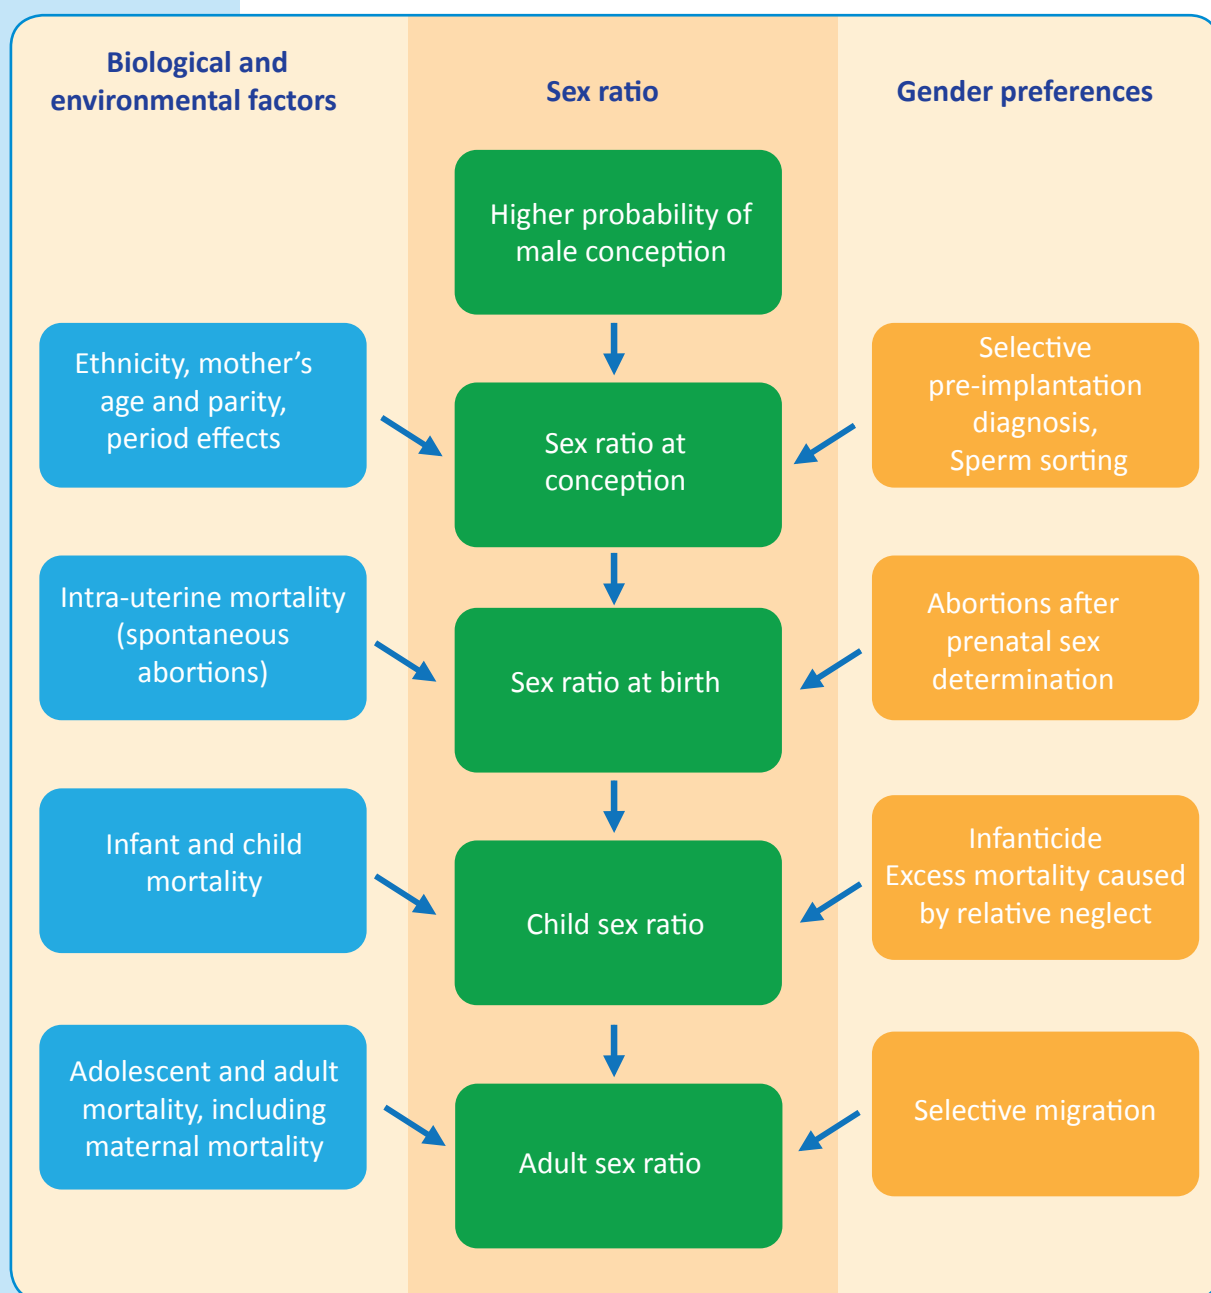 Biological and
environmental factors
Sex ratio
Gender preferences
Higher probability of
male conception
Ethnicity, mother’s
age and parity,
period effects
Sex ratio at
conception
Selective
pre-implantation
diagnosis,
Sperm sorting
Intra-uterine mortality
(spontaneous
abortions)
Sex ratio at birth
Abortions after
prenatal sex
determination
Infant and child
mortality
Child sex ratio
Infanticide
Excess mortality caused
by relative neglect
Adolescent and adult
mortality, including
maternal mortality
Adult sex ratio
Selective migration